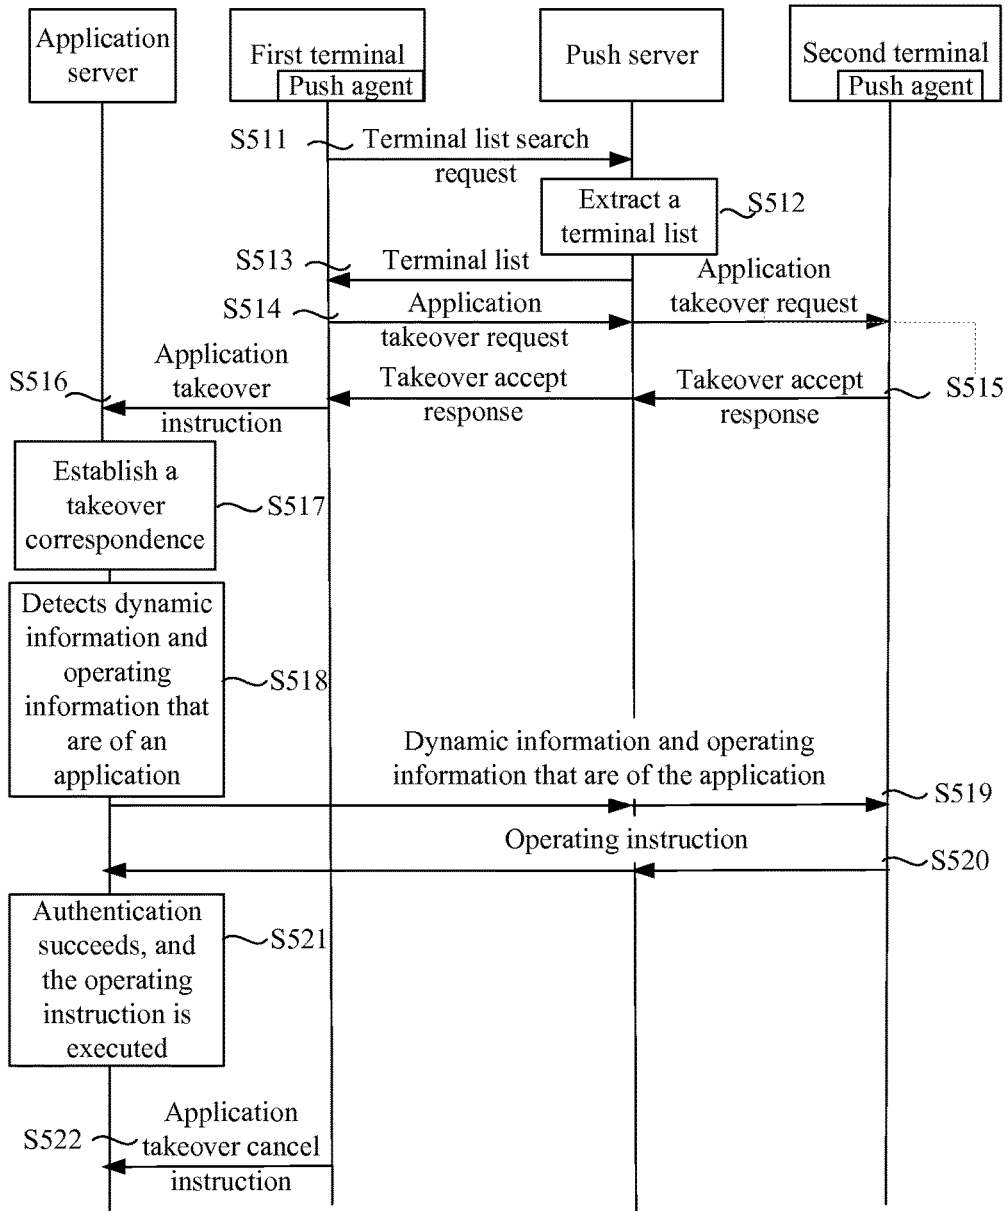 Application
server
First terminal
Push agent
Push server
Second terminal
Push agent
S511
Terminal list search
request
Extract a
terminal list
S512
S513
Terminal list
Application
takeover request
S514
Application
takeover request
Application
takeover
instruction
S516
Takeover accept
response
Takeover accept
response
S515
Establish a
takeover
correspondence
S517
Detects dynamic
information and
operating
information that
are of an
application
S518
Dynamic information and operating
information that are of the application
S519
Operating instruction
S520
Authentication
succeeds, and
the operating
instruction is
executed
S521
Application
S522
takeover cancel
instruction